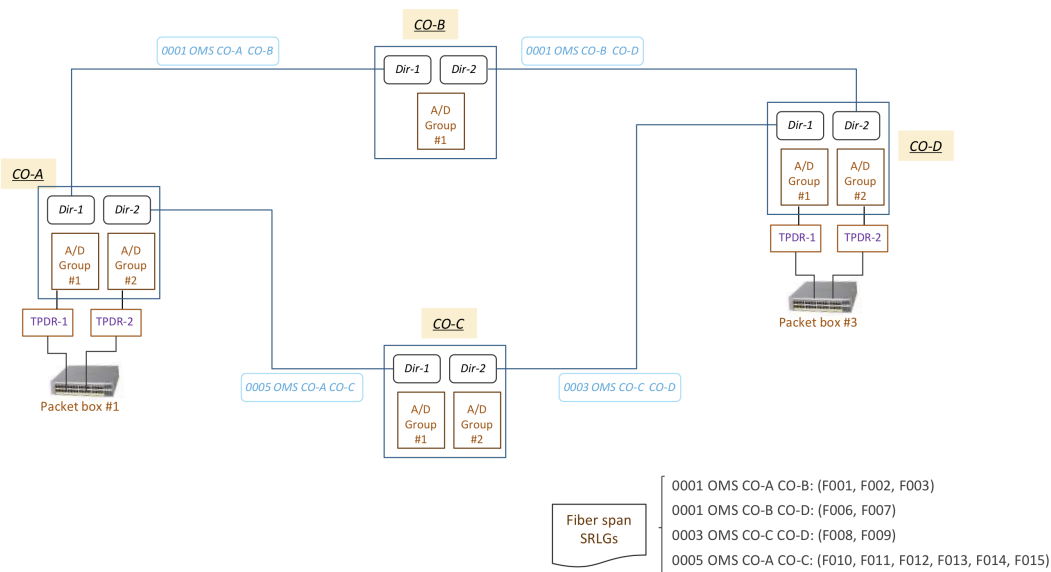 CO-B
0001 OMS CO-A CO-B
0001 OMS CO-B CO-D
Dir-1
Dir-2
A/D
Group
#1
CO-D
Dir-1
Dir-2
A/D
Group
#1
A/D
Group
#2
TPDR-1
TPDR-2
Packet box #3
CO-A
Dir-1
Dir-2
A/D
Group
#1
A/D
Group
#2
TPDR-1
TPDR-2
Packet box #1
CO-C
Dir-1
Dir-2
A/D
Group
#1
A/D
Group
#2
0005 OMS CO-A CO-C
0003 OMS CO-C CO-D
Fiber span
SRLGs
0001 OMS CO-A CO-B: (F001, F002, F003)
0001 OMS CO-B CO-D: (F006, F007)
0003 OMS CO-C CO-D: (F008, F009)
0005 OMS CO-A CO-C: (F010, F011, F012, F013, F014, F015)